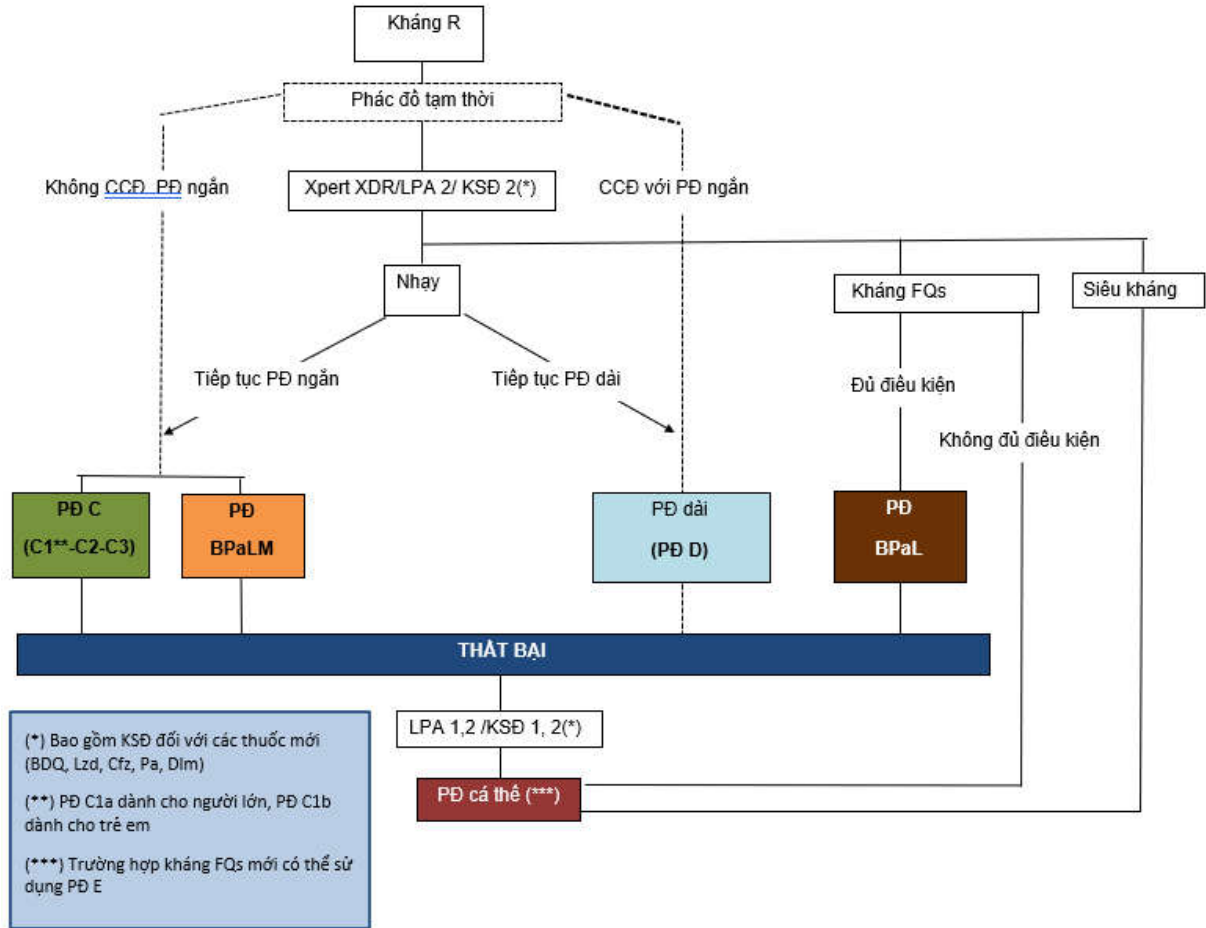 Kháng R
Phác đồ tạm thời
Không CCĐ PĐ ngắn
Xpert XDR/LPA 2/ KSĐ 2(*)
CCĐ với PĐ ngắn
Nhạy
Kháng FQs
Siêu kháng
Tiếp tục PĐ ngắn
Tiếp tục PĐ dài
Đủ điều kiện
Không đủ điều kiện
PĐ C
(C1**-C2-C3)
PĐ
BPaLM
PĐ dài
(PĐ D)
PĐ
BPaL
THẤT BẠI
LPA 1,2 /KSĐ 1, 2(*)
PĐ cá thể (***)
(*) Bao gồm KSĐ đối với các thuốc mới
(BDQ, Lzd, Cfz, Pa, Dlm)
(**) PĐ C1a dành cho người lớn, PĐ C1b
dành cho trẻ em
(***) Trường hợp kháng FQs mới có thể sử
dụng PĐ E